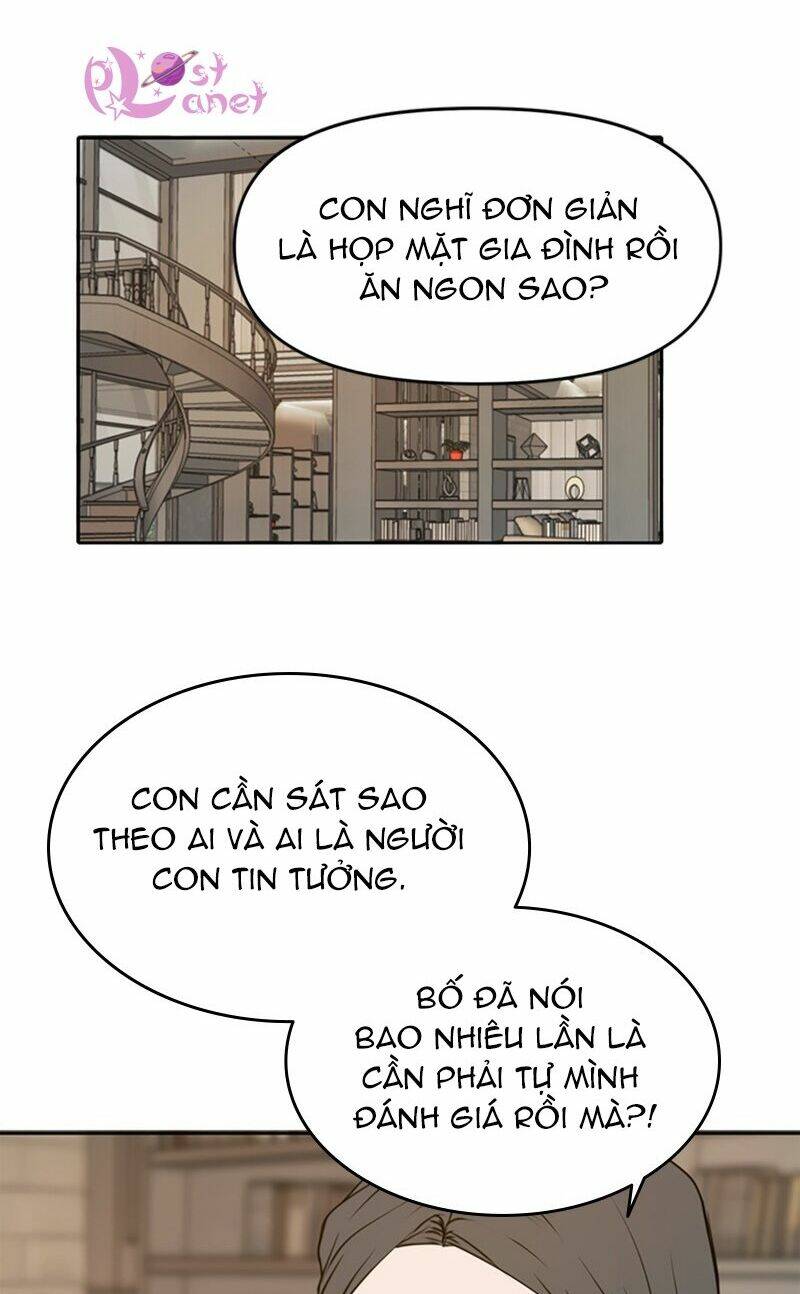 Lost
Planet
CON NGHĨ ĐƠN GIẢN
LÀ HỌP MẶT GIA ĐÌNH RỒI
ĂN NGON SAO?
CON CẦN SÁT SAO
THEO AI VÀ AI LÀ NGƯỜI
CON TIN TƯỞNG.
BỐ ĐÃ NÓI
BAO NHIÊU LẦN LÀ
CẦN PHẢI TỰ MÌNH
ĐÁNH GIÁ RỒI MÀ?!